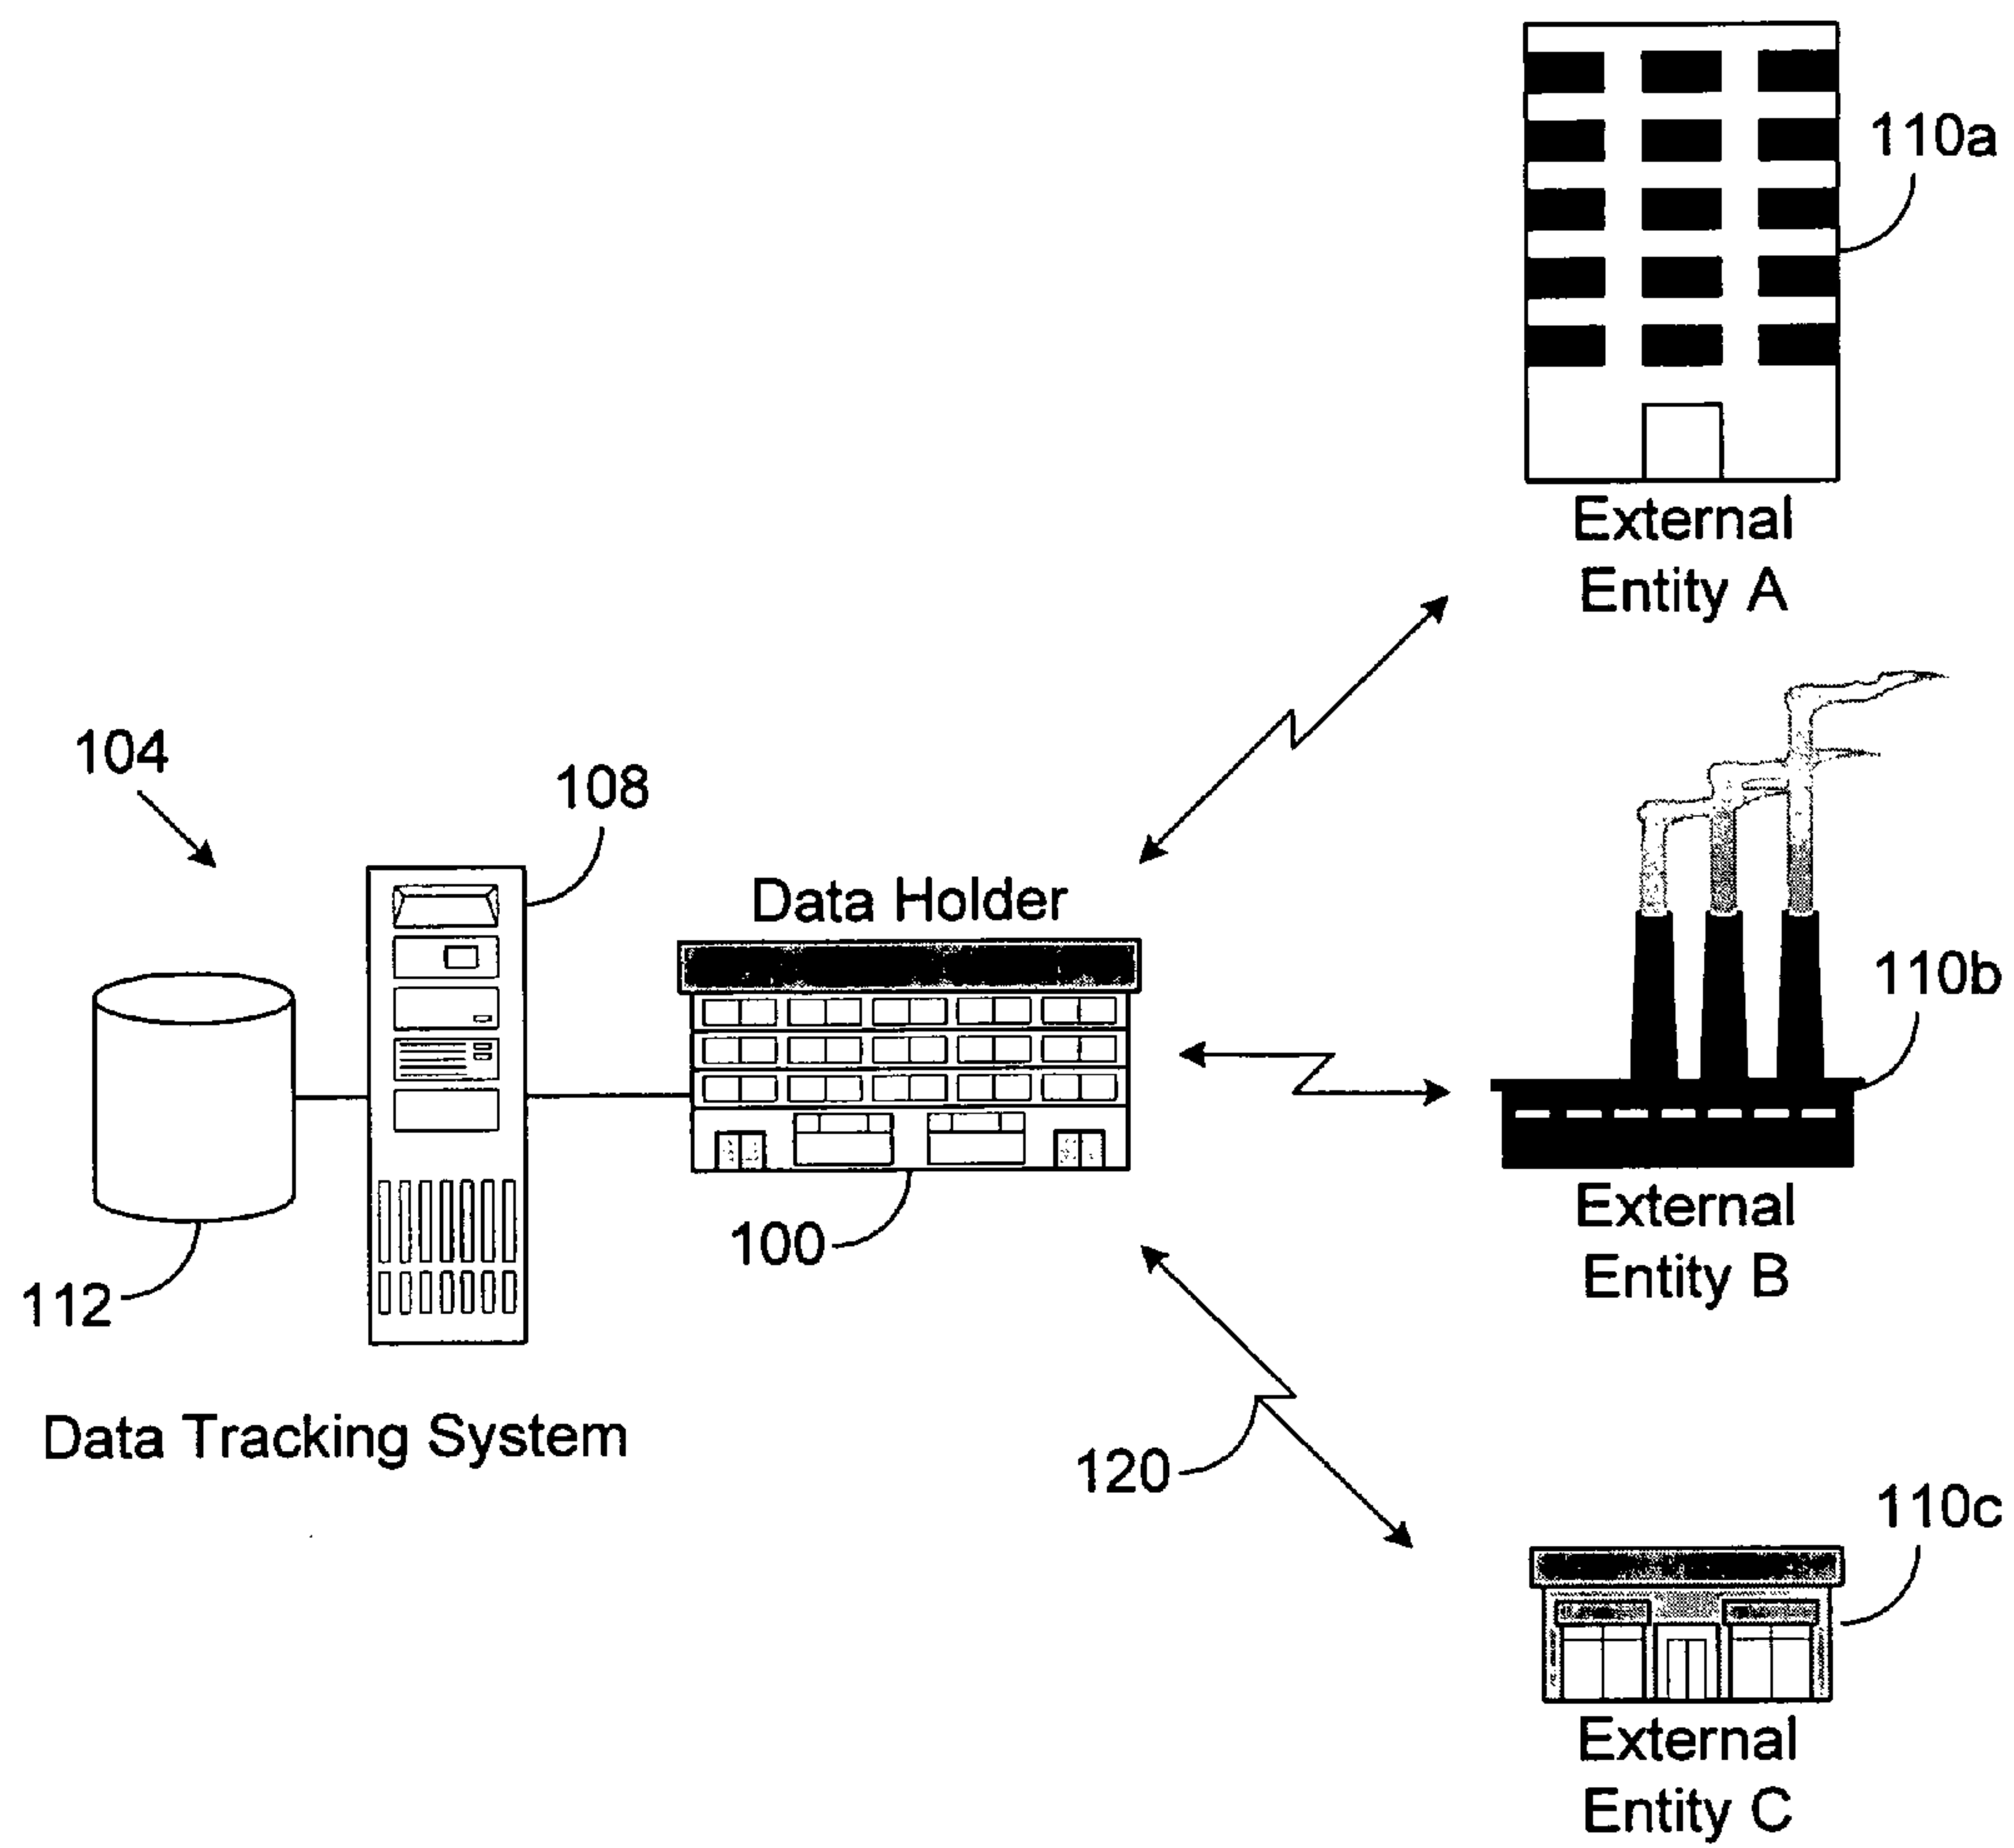 110a
External
Entity A
104
108
Data Holder
110b
100
External
Entity B
112
Data Tracking System
120
110c
External
Entity C